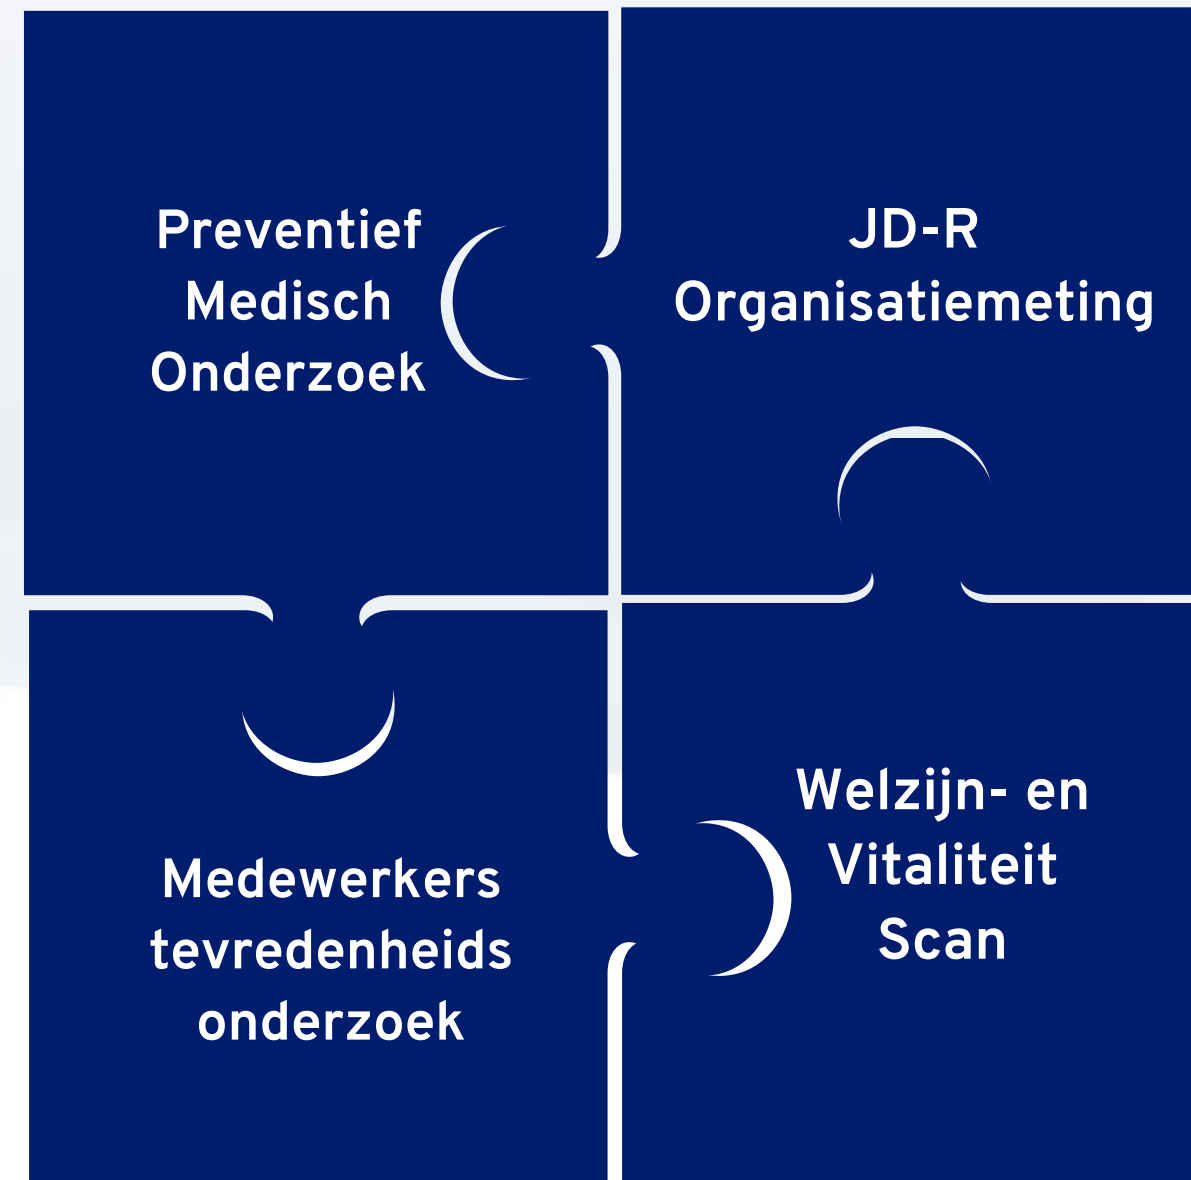 Preventief
Medisch
Onderzoek
JD-R
Organisatiemeting
Medewerkers
tevredenheids
onderzoek
Welzijn- en
Vitaliteit
Scan